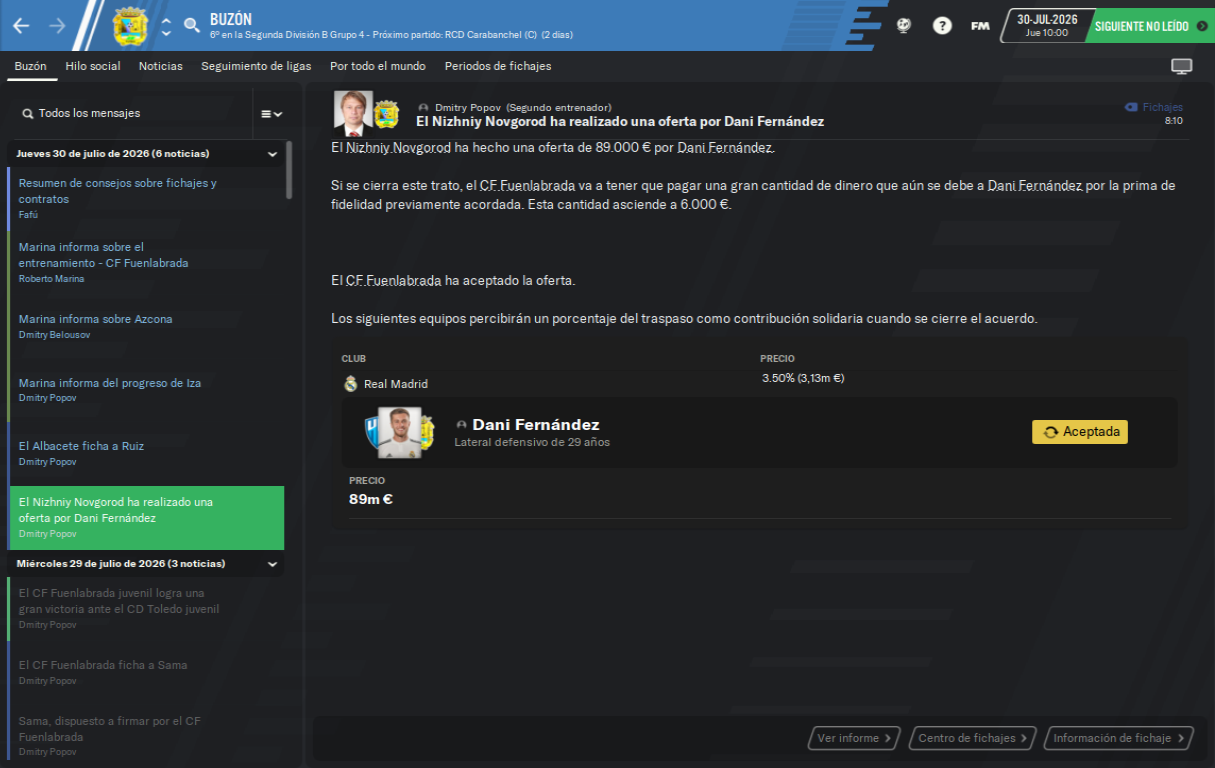 BUZÓN
6º en la Segunda División B Grupo 4 - Próximo partido: RCD Carabanchel (C) (2 días)
?
FM
30-JUL-2026
Jue 10:00
SIGUIENTE NO LEÍDO
Buzón
Hilo social
Noticias
Seguimiento de ligas
Por todo el mundo
Periodos de fichajes
Todos los mensajes
Jueves 30 de julio de 2026 (6 noticias)
Resumen de consejos sobre fichajes y
contratos
Fafú
Marina informa sobre el
entrenamiento - CF Fuenlabrada
Roberto Marina
Marina informa sobre Azcona
Dmitry Belousov
Marina informa del progreso de Iza
Dmitry Popov
El Albacete ficha a Ruiz
Dmitry Popov
El Nizhniy Novgorod ha realizado una
oferta por Dani Fernández
Dmitry Popov
Miércoles 29 de julio de 2026 (3 noticias)
El CF Fuenlabrada juvenil logra una
gran victoria ante el CD Toledo juvenil
Dmitry Popov
El CF Fuenlabrada ficha a Sama
Dmitry Popov
Sama, dispuesto a firmar por el CF
Fuenlabrada
Dmitry Popov
Dmitry Popov (Segundo entrenador)
El Nizhniy Novgorod ha realizado una oferta por Dani Fernández
Fichajes
8:10
El Nizhniy Novgorod ha hecho una oferta de 89.000 € por Dani Fernández.
Si se cierra este trato, el CF Fuenlabrada va a tener que pagar una gran cantidad de dinero que aún se debe a Dani Fernández por la prima de
fidelidad previamente acordada. Esta cantidad asciende a 6.000 €.
El CF Fuenlabrada ha aceptado la oferta.
Los siguientes equipos percibirán un porcentaje del traspaso como contribución solidaria cuando se cierre el acuerdo.
CLUB
PRECIO
Real Madrid
3.50% (3,13m €)
Dani Fernández
Lateral defensivo de 29 años
Aceptada
PRECIO
89m €
Ver informe
Centro de fichajes
Información de fichaje